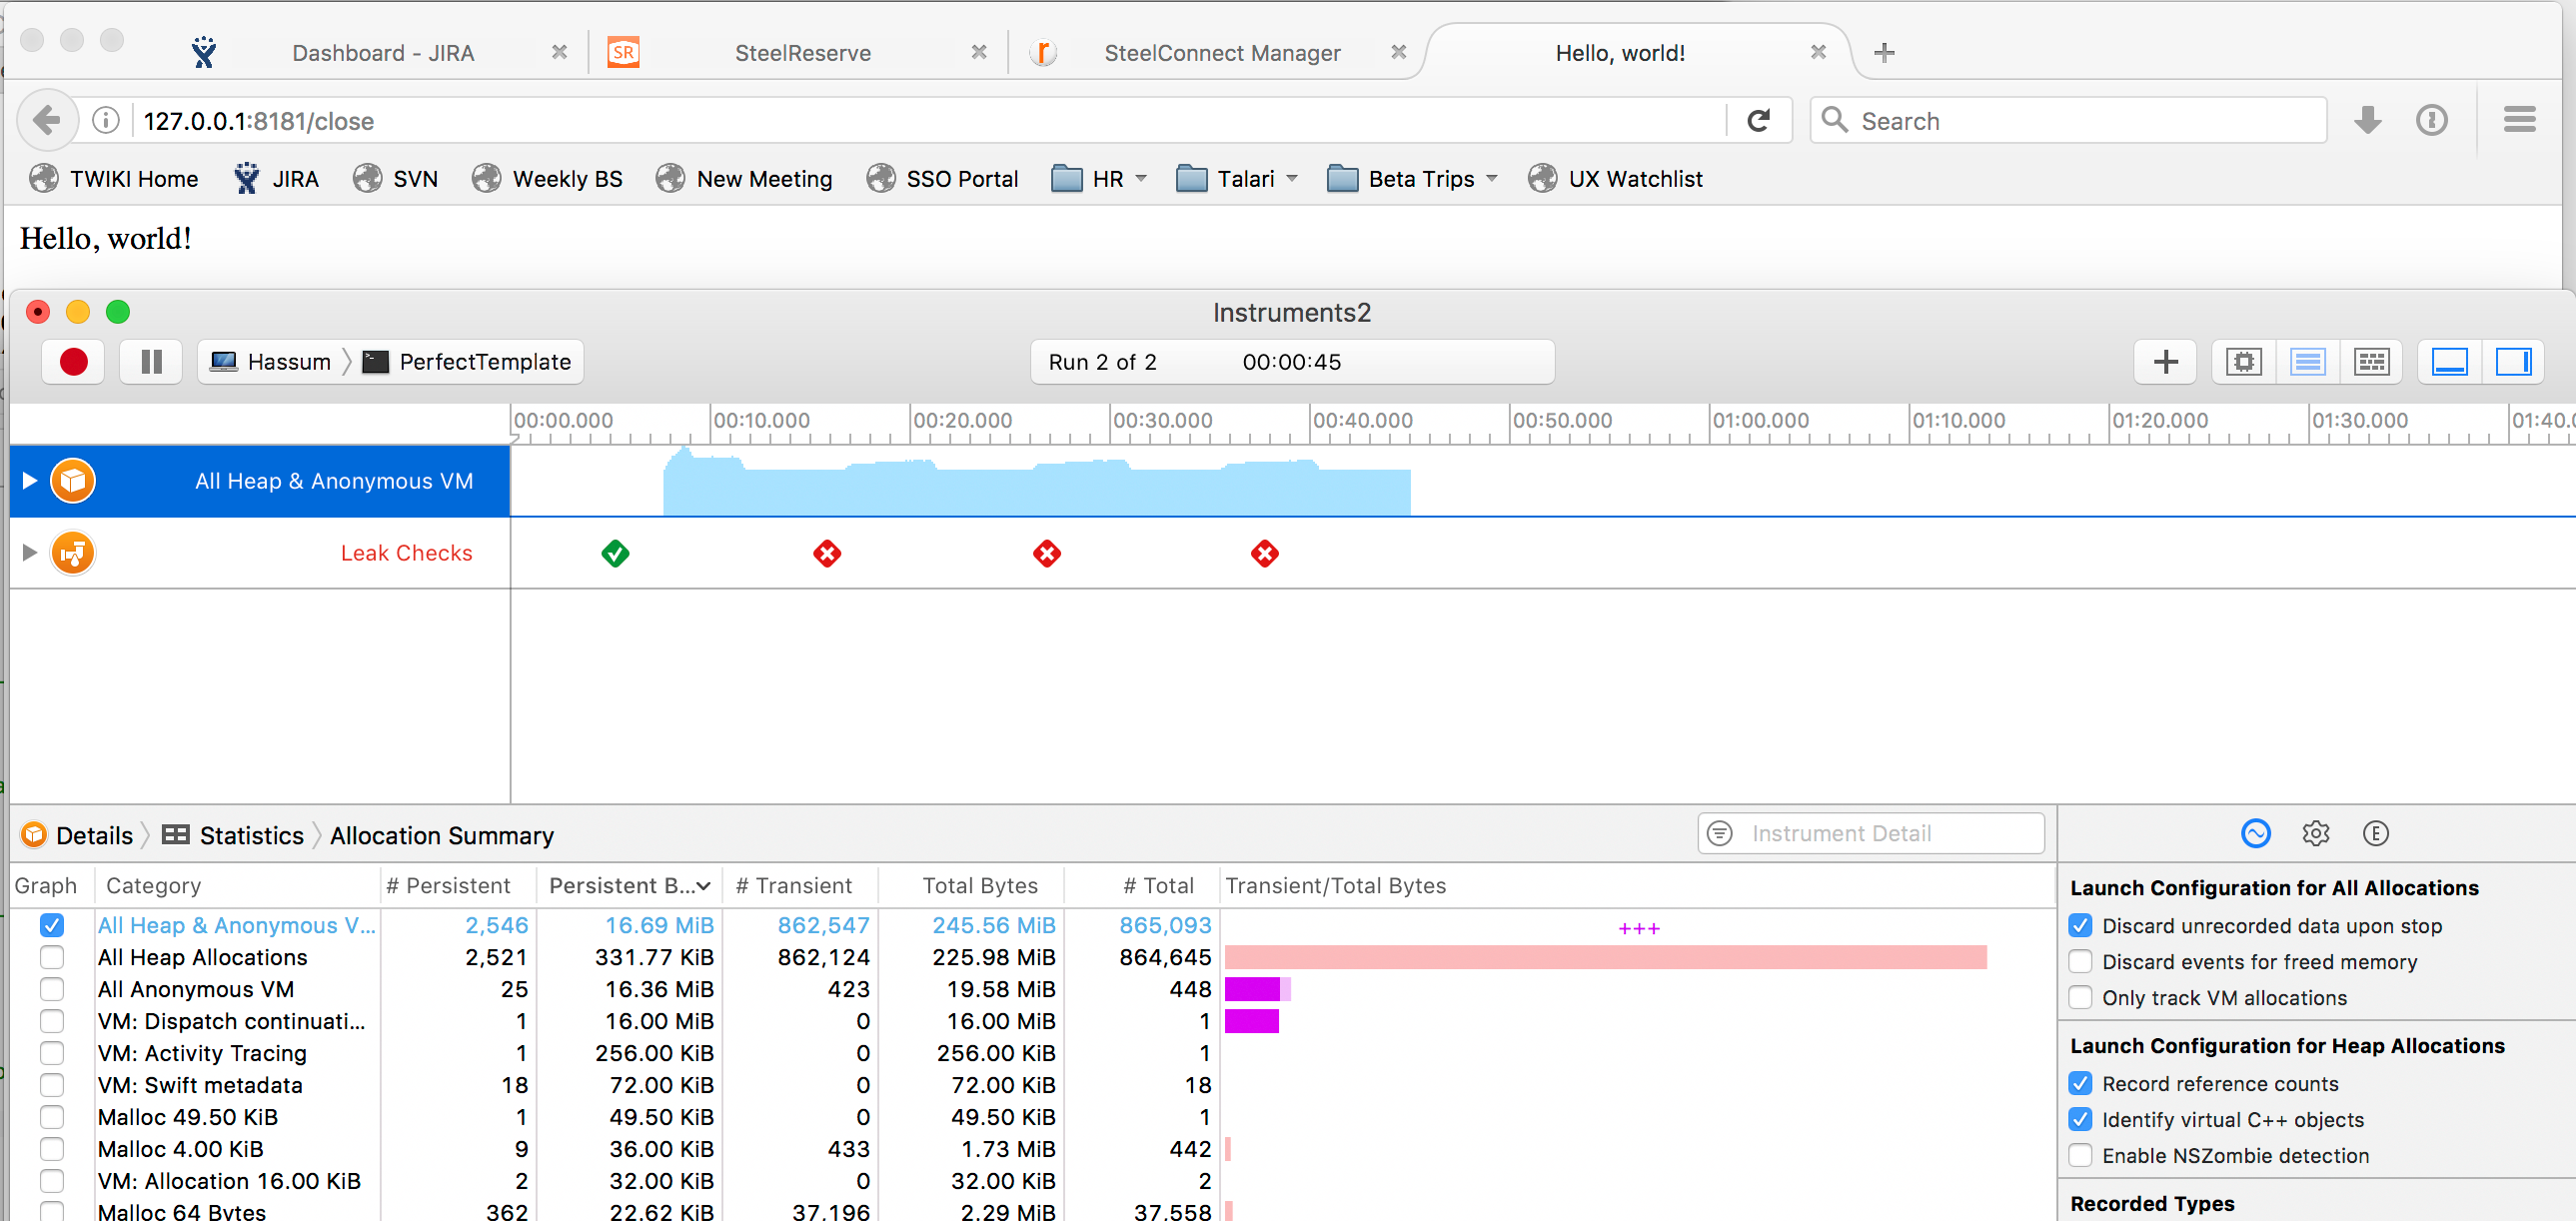 Dashboard - JIRA SR SteelReserve r SteelConnect Manager Hello, world!
127.0.0.1:8181/close Search
TWIKI Home JIRA SVN Weekly BS New Meeting SSO Portal HR Talari Beta Trips UX Watchlist
Hello, world!
Instruments2
Hassum PerfectTemplate Run 2 of 2 00:00:45
00:00.000 00:10.000 00:20.000 00:30.000 00:40.000 00:50.000 01:00.000 01:10.000 01:20.000 01:30.000 01:40.0
All Heap & Anonymous VM
Leak Checks
Details Statistics Allocation Summary Instrument Detail E
Graph Category # Persistent Persistent B... # Transient Total Bytes # Total Transient/Total Bytes
All Heap & Anonymous V... 2,546 16.69 MiB 862,547 245.56 MiB 865,093 +++
All Heap Allocations 2,521 331.77 KiB 862,124 225.98 MiB 864,645
All Anonymous VM 25 16.36 MiB 423 19.58 MiB 448
VM: Dispatch continuati... 1 16.00 MiB 0 16.00 MiB 1
VM: Activity Tracing 1 256.00 KiB 0 256.00 KiB 1
VM: Swift metadata 18 72.00 KiB 0 72.00 KiB 18
Malloc 49.50 KiB 1 49.50 KiB 0 49.50 KiB 1
Malloc 4.00 KiB 9 36.00 KiB 433 1.73 MiB 442
VM: Allocation 16.00 KiB 2 32.00 KiB 0 32.00 KiB 2
Malloc 64 Bytes 362 22.62 KiB 37,196 2.29 MiB 37,558
Launch Configuration for All Allocations
Discard unrecorded data upon stop
Discard events for freed memory
Only track VM allocations
Launch Configuration for Heap Allocations
Record reference counts
Identify virtual C++ objects
Enable NSZombie detection
Recorded Types